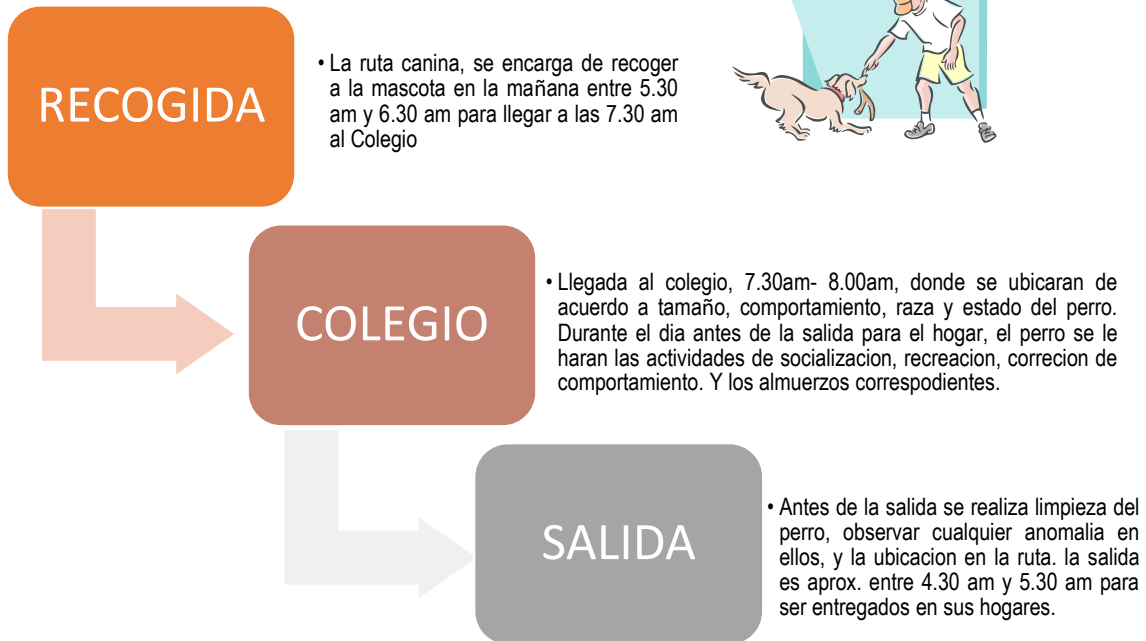 RECOGIDA
• La ruta canina, se encarga de recoger
a la mascota en la mañana entre 5.30
am y 6.30 am para llegar a las 7.30 am
al Colegio
COLEGIO
• Llegada al colegio, 7.30am- 8.00am, donde se ubicaran de
acuerdo a tamaño, comportamiento, raza y estado del perro.
Durante el dia antes de la salida para el hogar, el perro se le
haran las actividades de socializacion, recreacion, correcion de
comportamiento. Y los almuerzos correspodientes.
SALIDA
• Antes de la salida se realiza limpieza del
perro, observar cualquier anomalia en
ellos, y la ubicacion en la ruta. la salida
es aprox. entre 4.30 am y 5.30 am para
ser entregados en sus hogares.